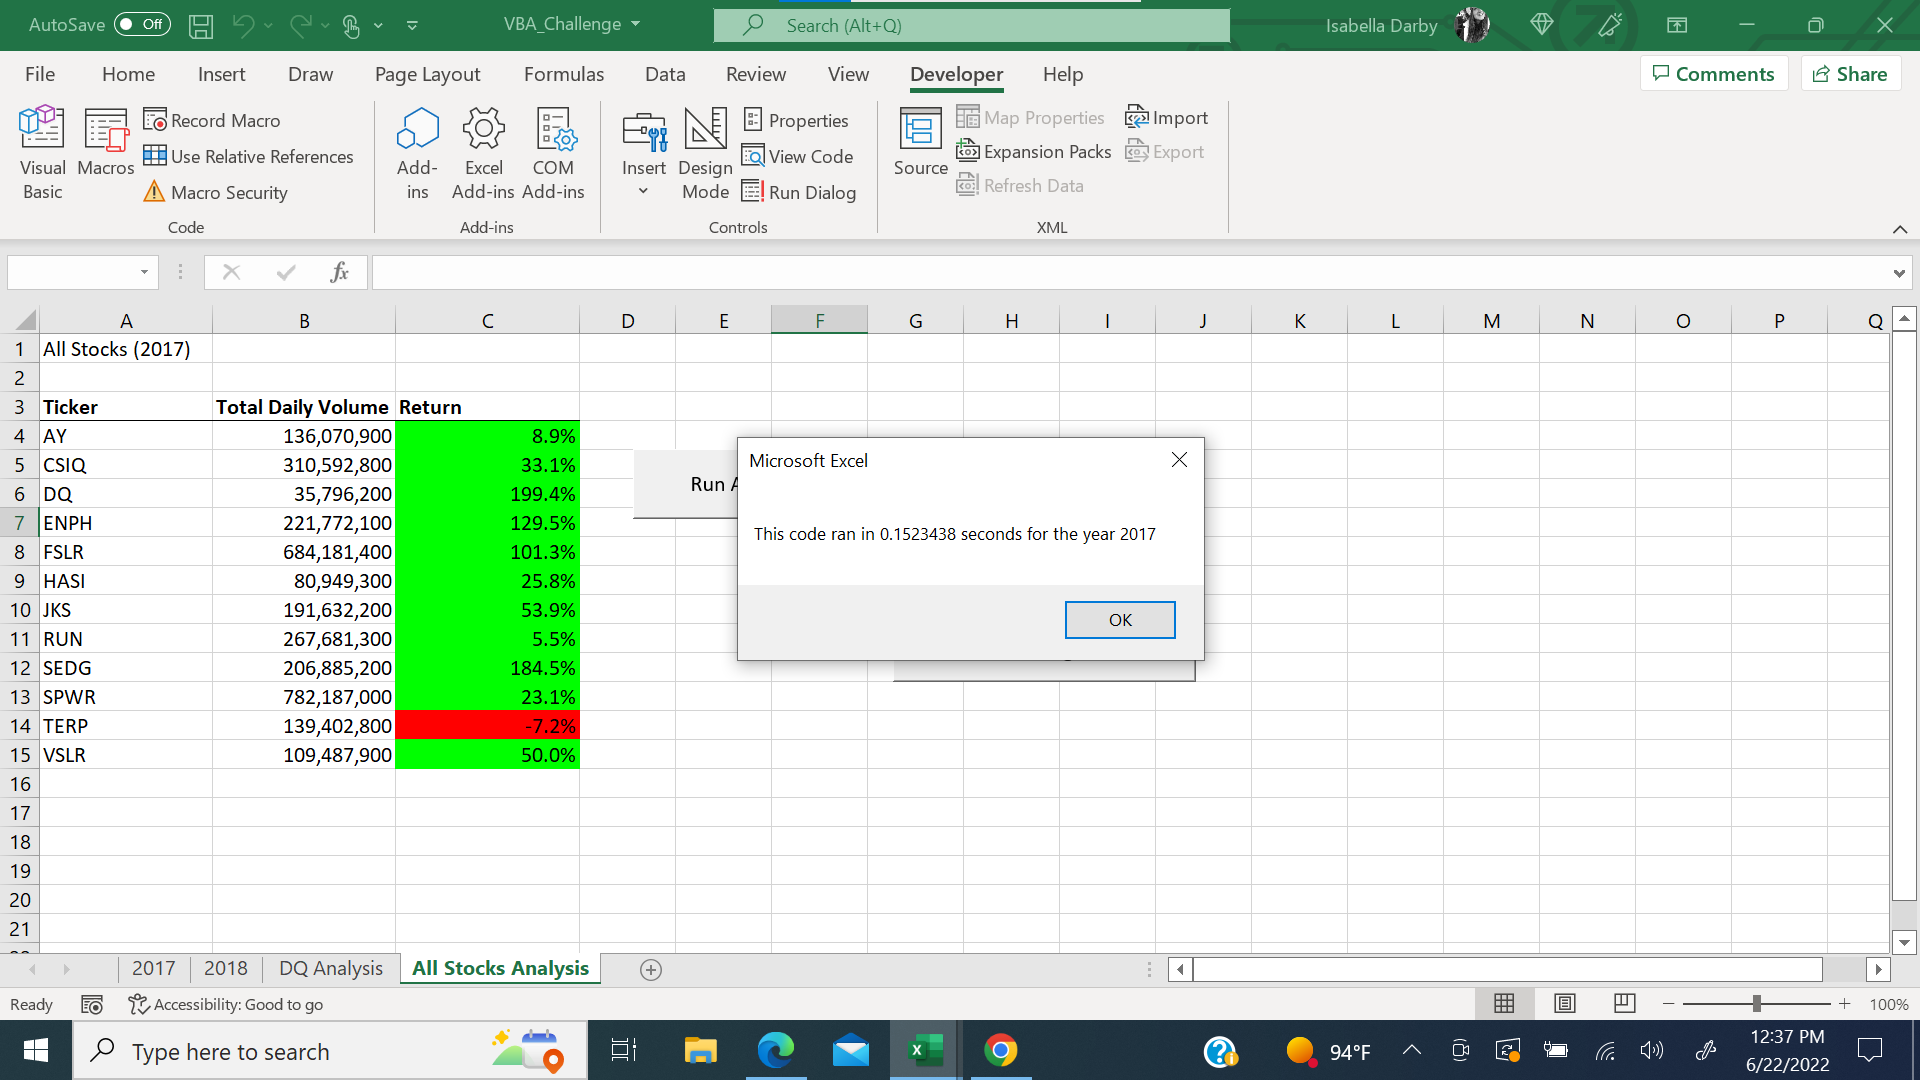 AutoSave Off VBA_Challenge Search (Alt+Q) Isabella Darby
File Home Insert Draw Page Layout Formulas Data Review View Developer Help Comments Share
Visual Basic
Macros
Record Macro
Use Relative References
Macro Security
Code
Add-ins
Excel Add-ins
COM Add-ins
Add-ins
Insert
Design Mode
Properties
View Code
Run Dialog
Controls
Source
Map Properties
Expansion Packs
Refresh Data
Import
Export
XML
fx
A B C D E F G H I J K L M N O P Q
1 All Stocks (2017)
2
3 Ticker Total Daily Volume Return
4 AY 136,070,900 8.9%
5 CSIQ 310,592,800 33.1%
6 DQ 35,796,200 199.4%
7 ENPH 221,772,100 129.5%
8 FSLR 684,181,400 101.3%
9 HASI 80,949,300 25.8%
10 JKS 191,632,200 53.9%
11 RUN 267,681,300 5.5%
12 SEDG 206,885,200 184.5%
13 SPWR 782,187,000 23.1%
14 TERP 139,402,800 -7.2%
15 VSLR 109,487,900 50.0%
16
17
18
19
20
21
Run
Microsoft Excel
This code ran in 0.1523438 seconds for the year 2017
OK
2017 2018 DQ Analysis All Stocks Analysis
Ready Accessibility: Good to go 100%
Type here to search 94°F 12:37 PM
6/22/2022